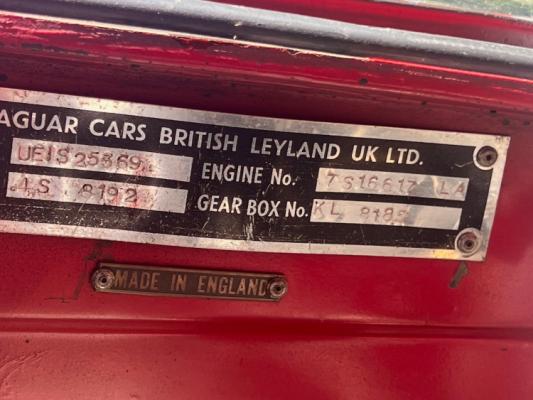 AGUAR CARS BRITISH LEYLAND UK LTD.
UE1S25369 ENGINE No. 7S16617 LA
4S 8192 GEAR BOX No. KL
MADE IN ENGLAND